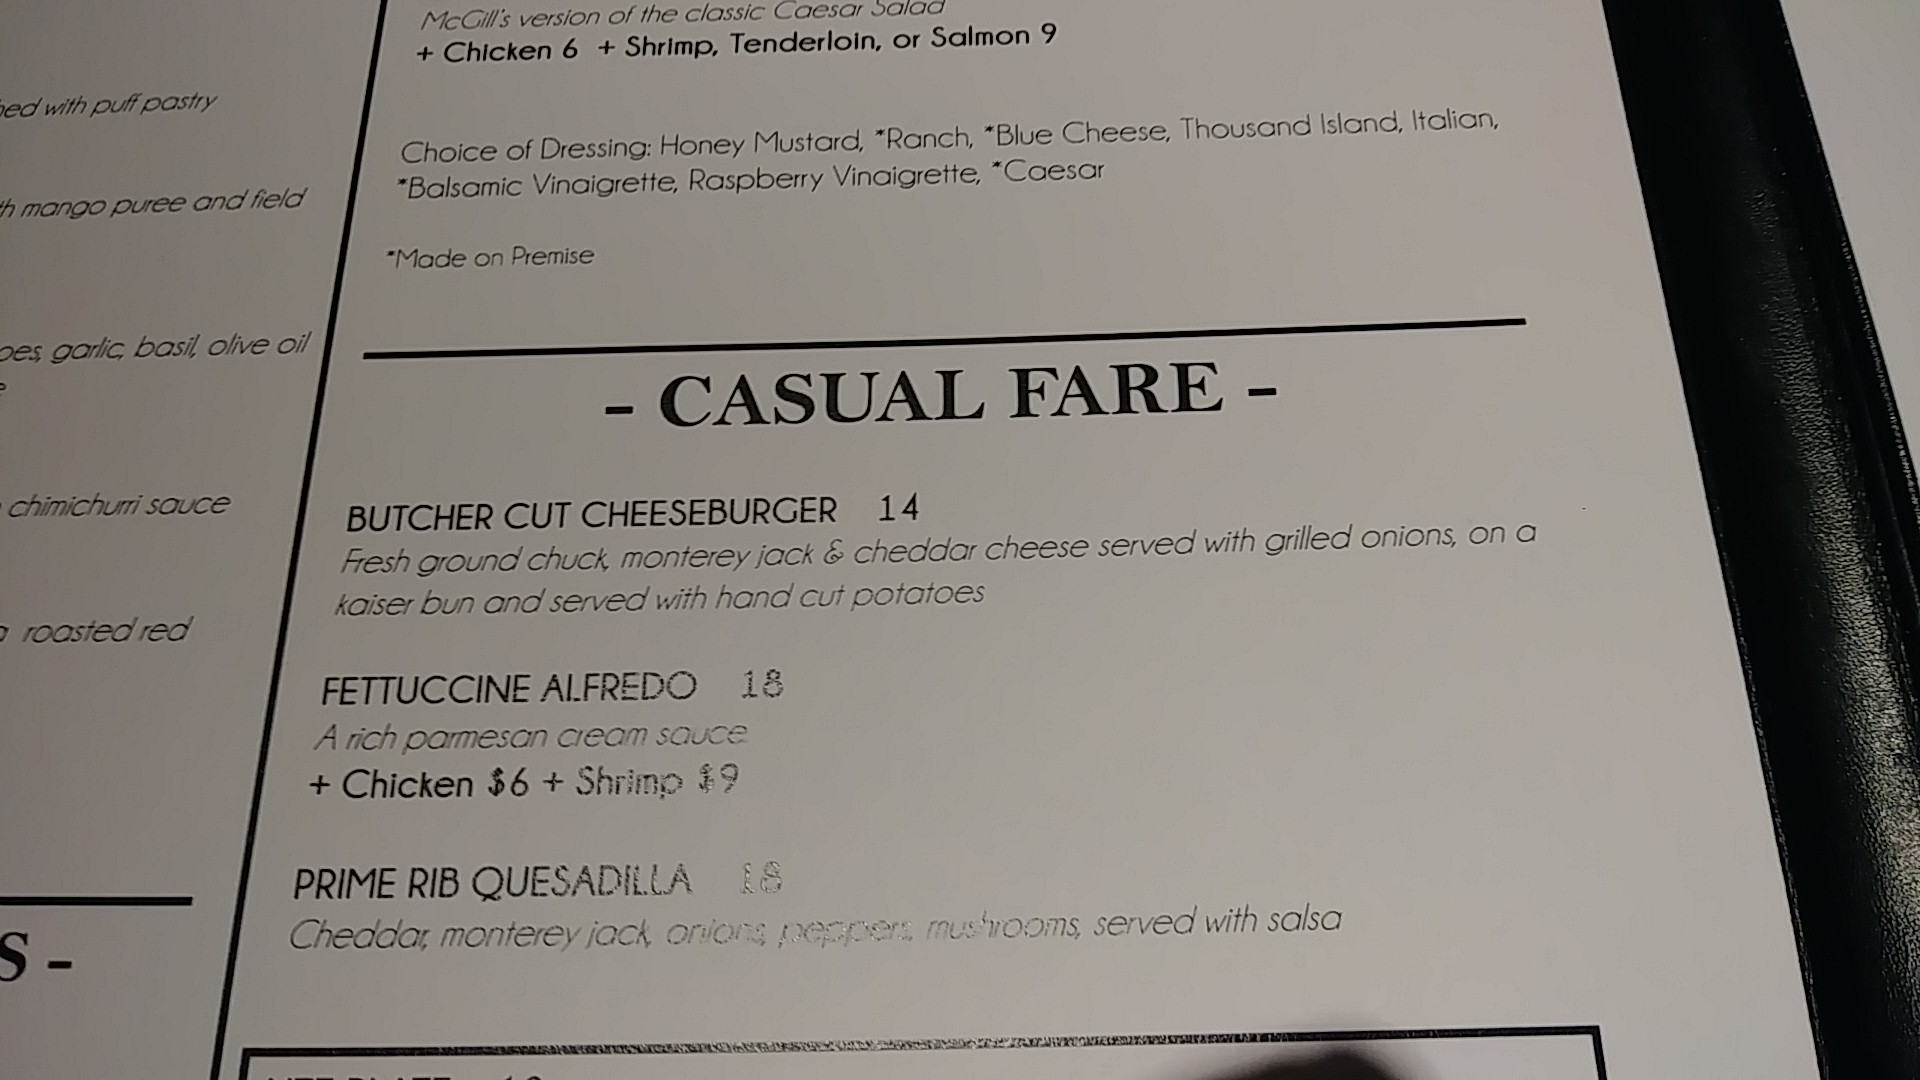 ned with puff pastry
th mango puree and field
oes, garlic, basil, olive oil
chimichurri sauce
roasted red
S -
McGill's version of the classic Caesar Salad
+ Chicken 6 + Shrimp, Tenderloin, or Salmon 9
Choice of Dressing: Honey Mustard, *Ranch, *Blue Cheese, Thousand Island, Italian,
*Balsamic Vinaigrette, Raspberry Vinaigrette, *Caesar
*Made on Premise
- CASUAL FARE -
BUTCHER CUT CHEESEBURGER 14
Fresh ground chuck, monterey jack & cheddar cheese served with grilled onions, on a
kaiser bun and served with hand cut potatoes
FETTUCCINE ALFREDO 18
A rich parmesan cream sauce
+ Chicken $6 + Shrimp $9
PRIME RIB QUESADILLA 18
Cheddar, monterey jack, onions, peppers, mushrooms, served with salsa